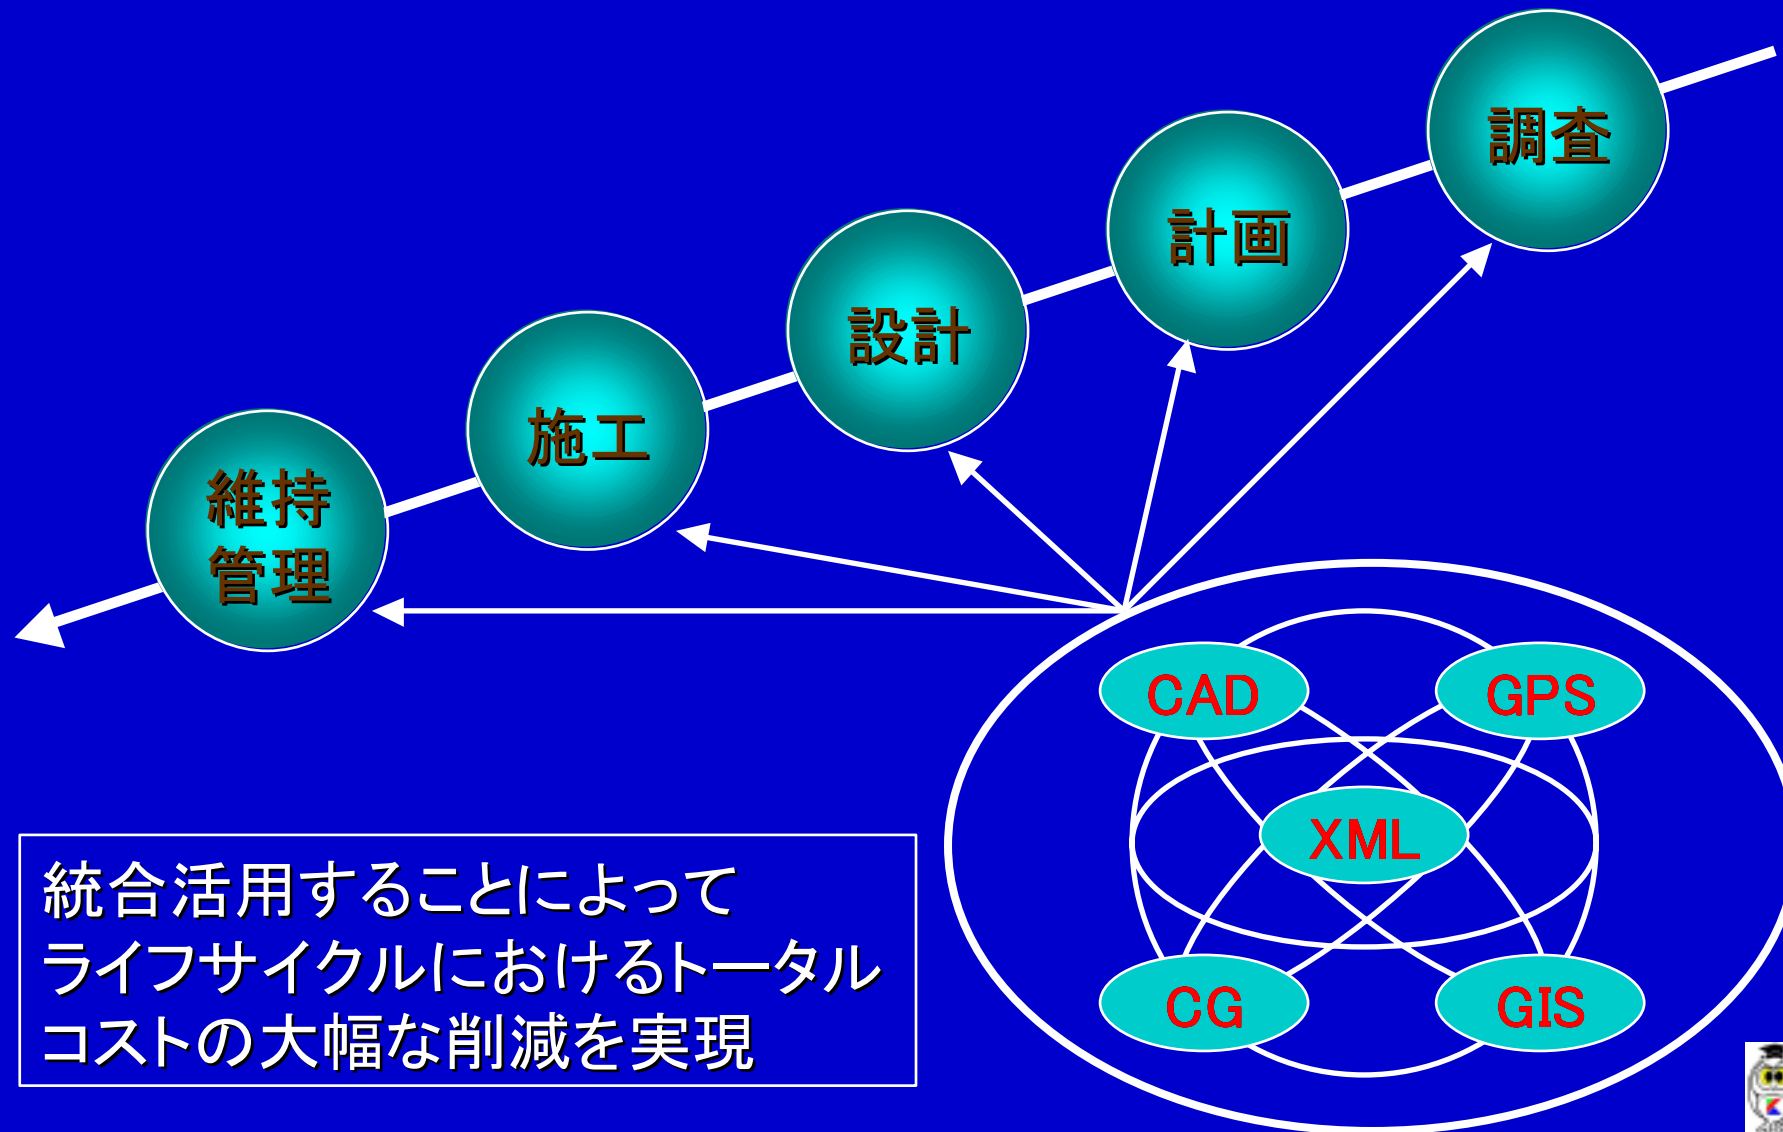 調査
計画
設計
施工
維持
管理
CAD
GPS
XML
CG
GIS
統合活用することによって
ライフサイクルにおけるトータル
コストの大幅な削減を実現